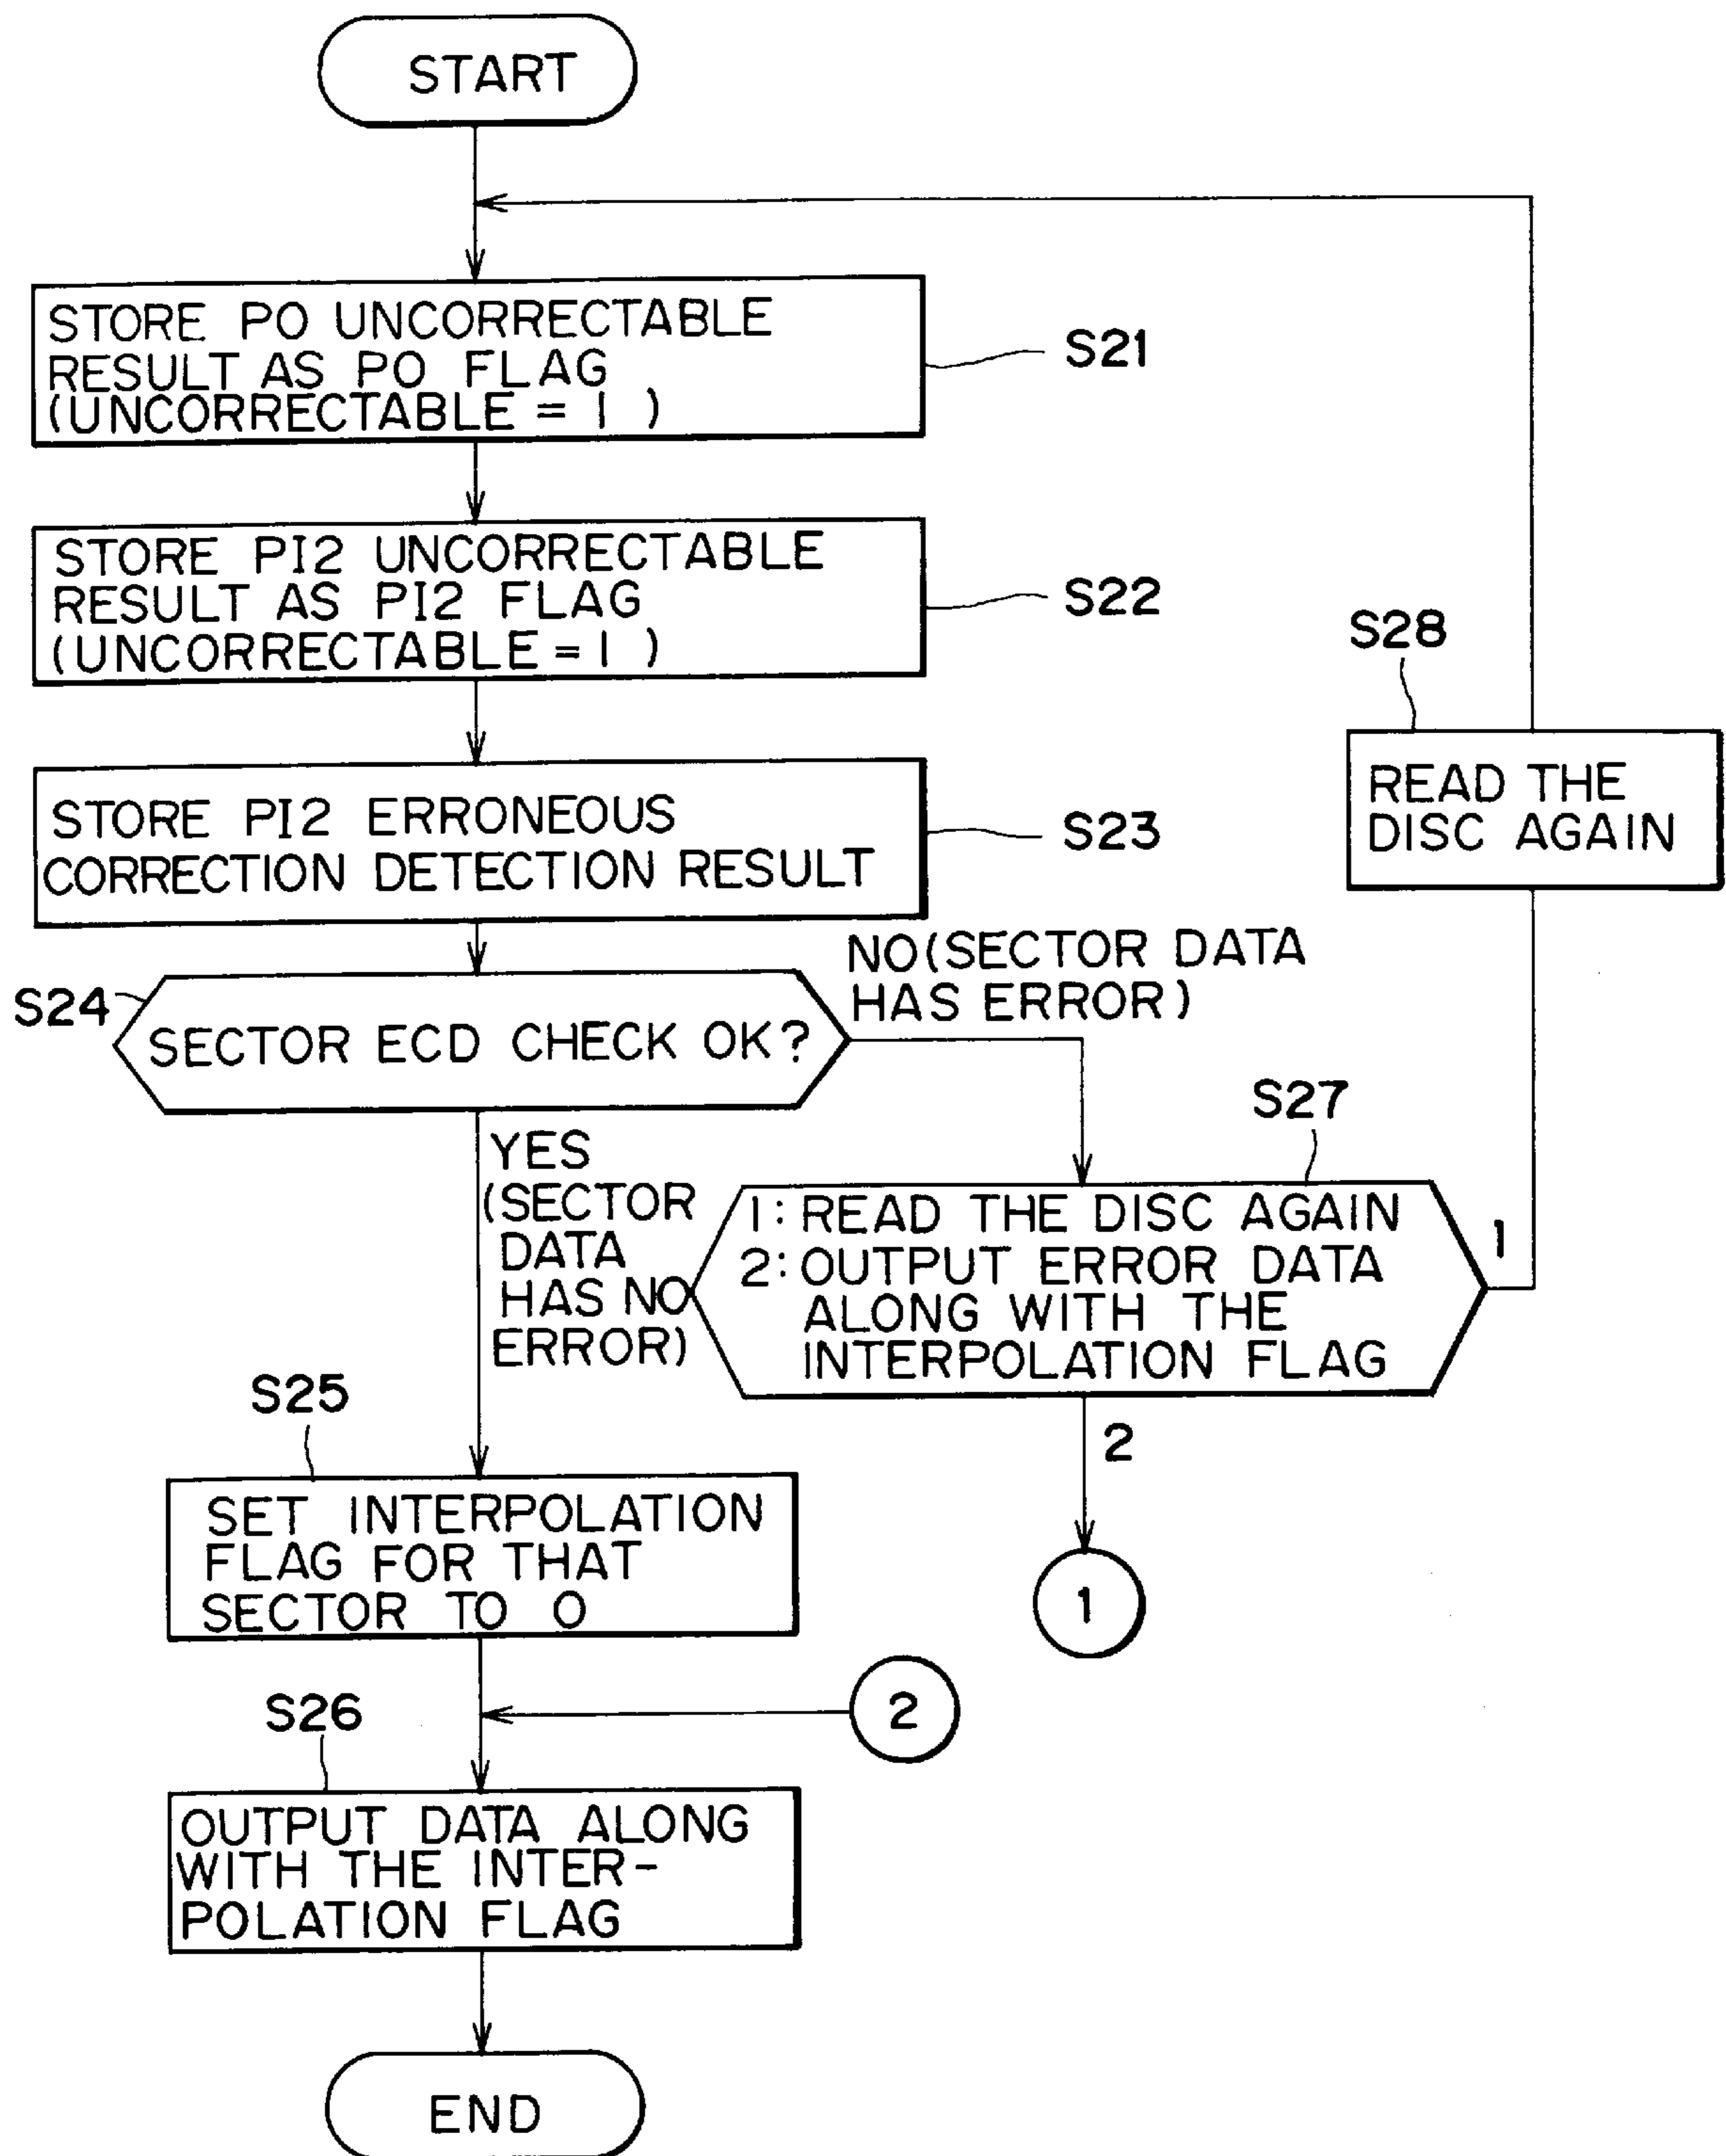 START
STORE PO UNCORRECTABLE
RESULT AS PO FLAG
(UNCORRECTABLE = 1 )
S21
STORE PI2 UNCORRECTABLE
RESULT AS PI2 FLAG
(UNCORRECTABLE = 1 )
S22
STORE PI2 ERRONEOUS
CORRECTION DETECTION RESULT
S23
S28
READ THE
DISC AGAIN
S24
SECTOR ECD CHECK OK?
NO(SECTOR DATA
HAS ERROR)
YES
(SECTOR
DATA
HAS NO
ERROR)
S27
1: READ THE DISC AGAIN
2: OUTPUT ERROR DATA
ALONG WITH THE
INTERPOLATION FLAG
1
2
1
S25
SET INTERPOLATION
FLAG FOR THAT
SECTOR TO 0
2
S26
OUTPUT DATA ALONG
WITH THE INTER-
POLATION FLAG
END